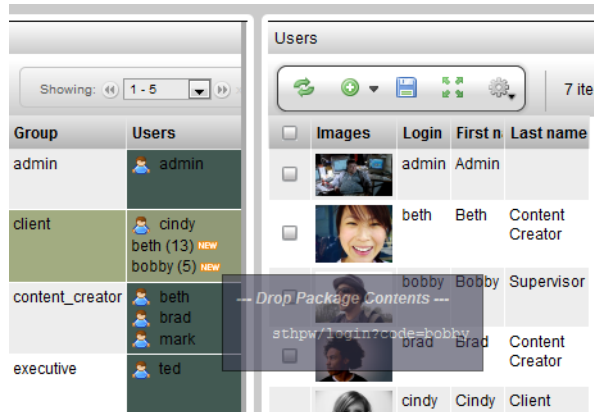 Showing: 1 - 5
Group Users
admin admin
client cindy
beth (13) NEW
bobby (5) NEW
content_creator beth
brad
mark
executive ted
Users
7 ite
Images Login First n Last name
admin Admin
beth Beth Content
Creator
bobby Bobby Supervisor
brad Brad Content
Creator
cindy Cindy Client
--- Drop Package Contents ---
sthpw/login?code=bobby